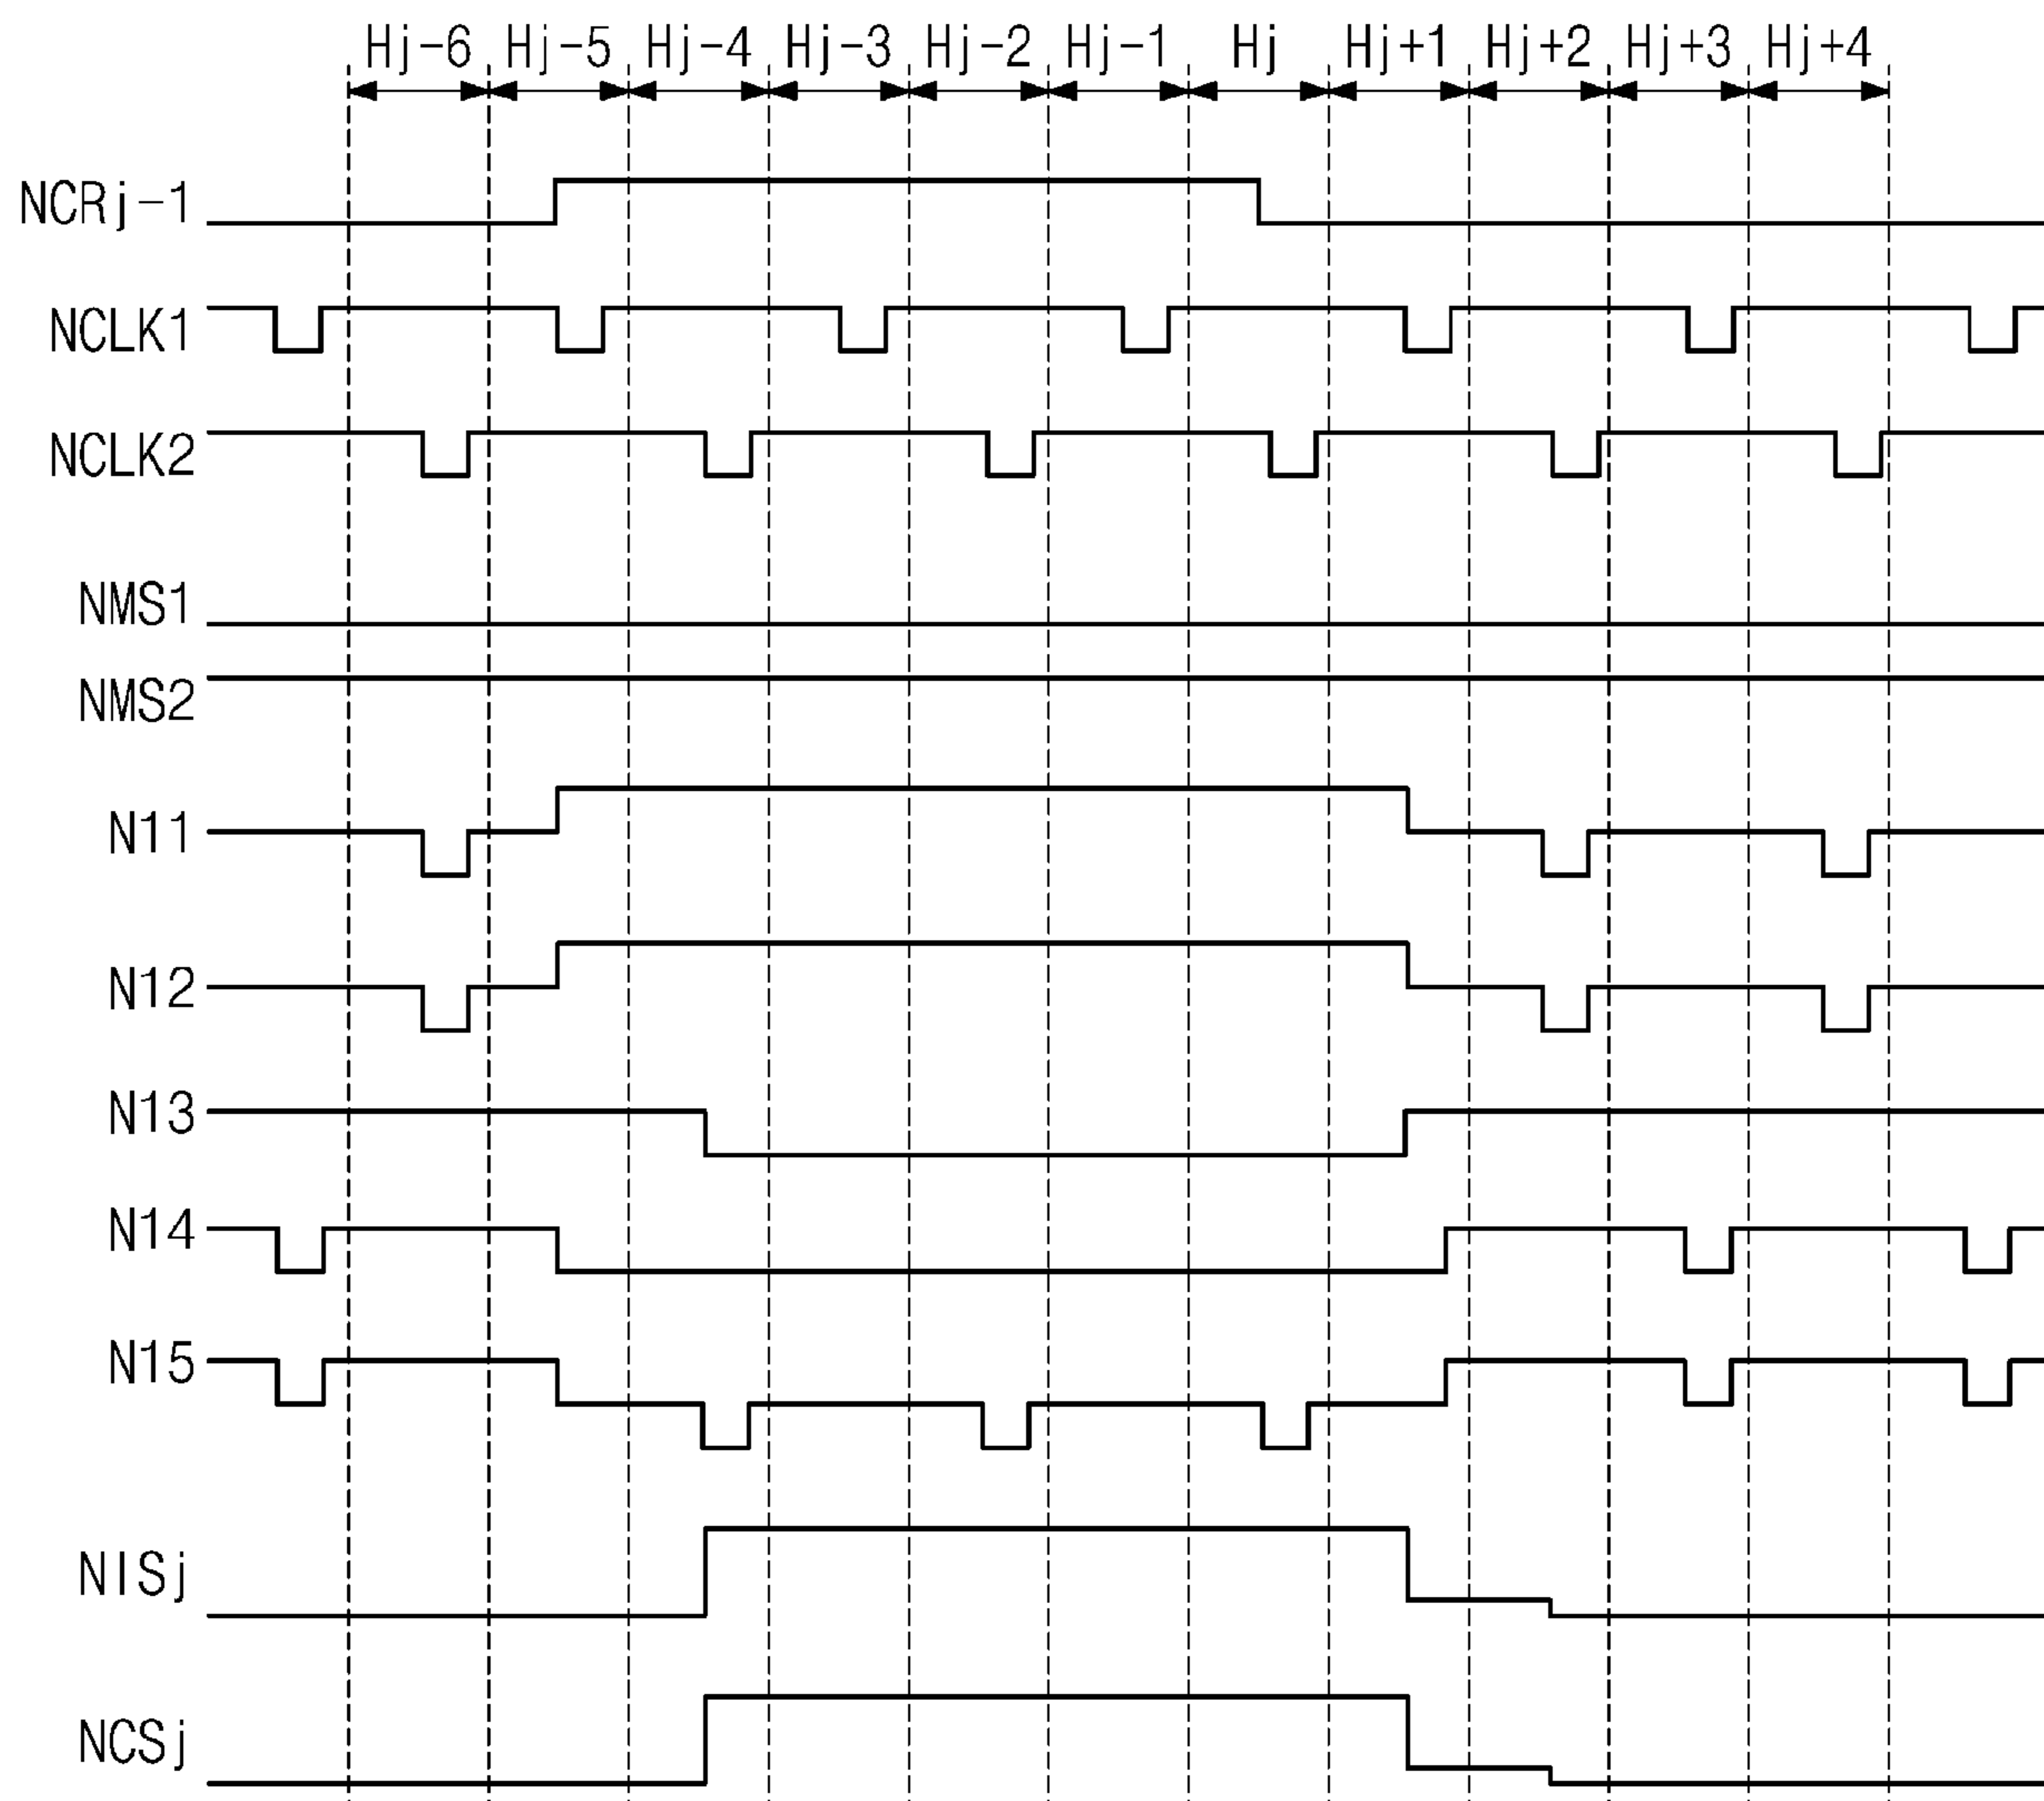 Hj-6 Hj-5 Hj-4 Hj-3 Hj-2 Hj-1 Hj Hj+1 Hj+2 Hj+3 Hj+4
NCRj-1
NCLK1
NCLK2
NMS1
NMS2
N11
N12
N13
N14
N15
NISj
NCSj